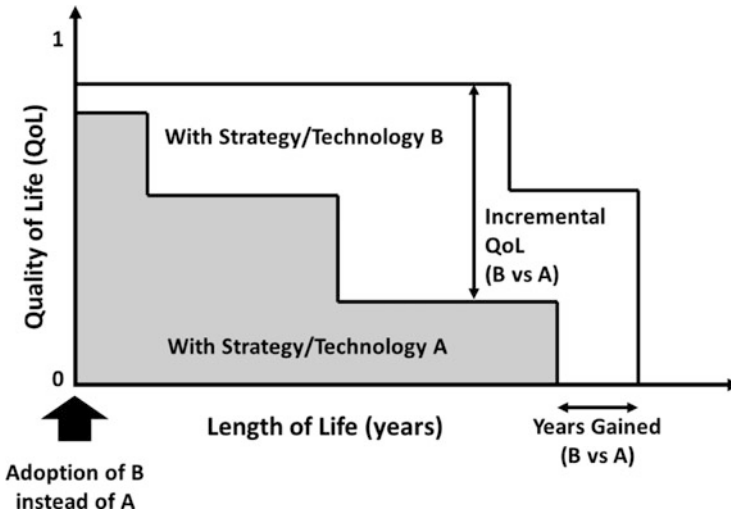 1
Quality of Life (QoL)
0
With Strategy/Technology B
Incremental
QoL
(B vs A)
With Strategy/Technology A
Length of Life (years)
Years Gained
(B vs A)
Adoption of B
instead of A